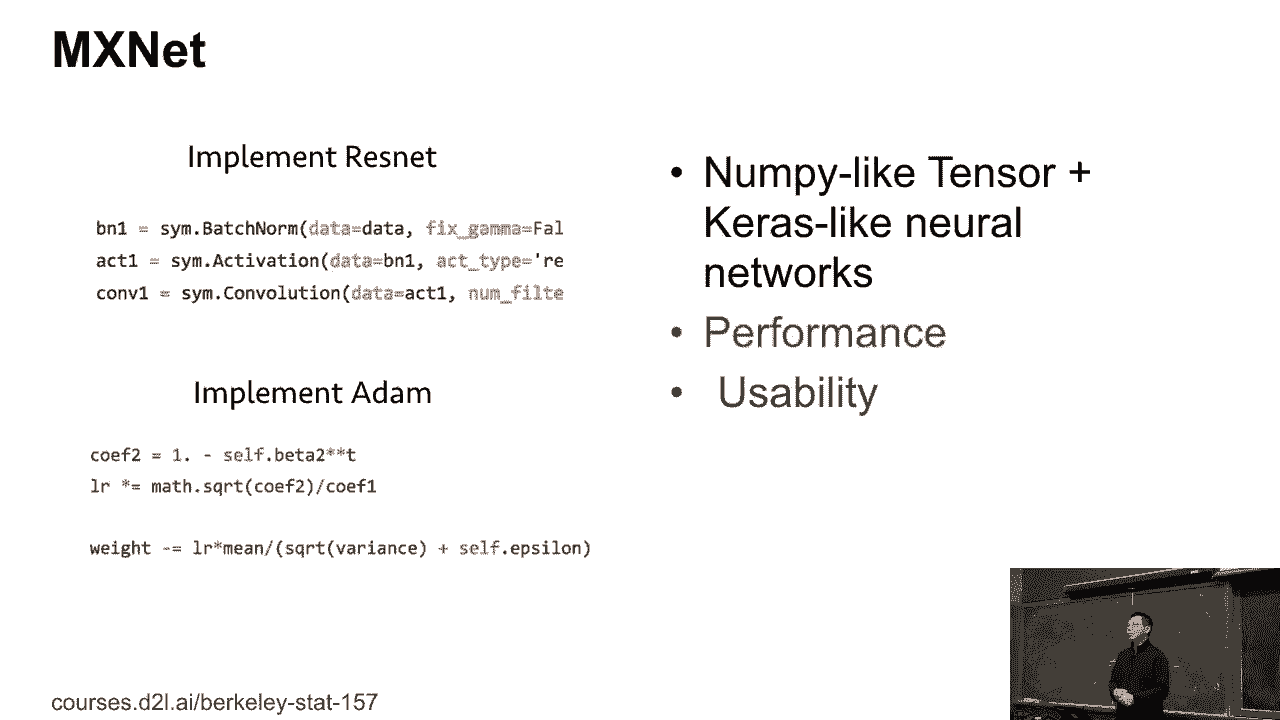 MXNet
Implement Resnet
bn1 = sym.BatchNorm(data=data, fix_gamma=Fal
act1 = sym.Activation(data=bn1, act_type='re
conv1 = sym.Convolution(data=act1, num_filte
Implement Adam
coef2 = 1. - self.beta2**t
lr *= math.sqrt(coef2)/coef1
weight -= lr*mean/(sqrt(variance) + self.epsilon)
• Numpy-like Tensor +
Keras-like neural
networks
• Performance
• Usability
courses.d2l.ai/berkeley-stat-157